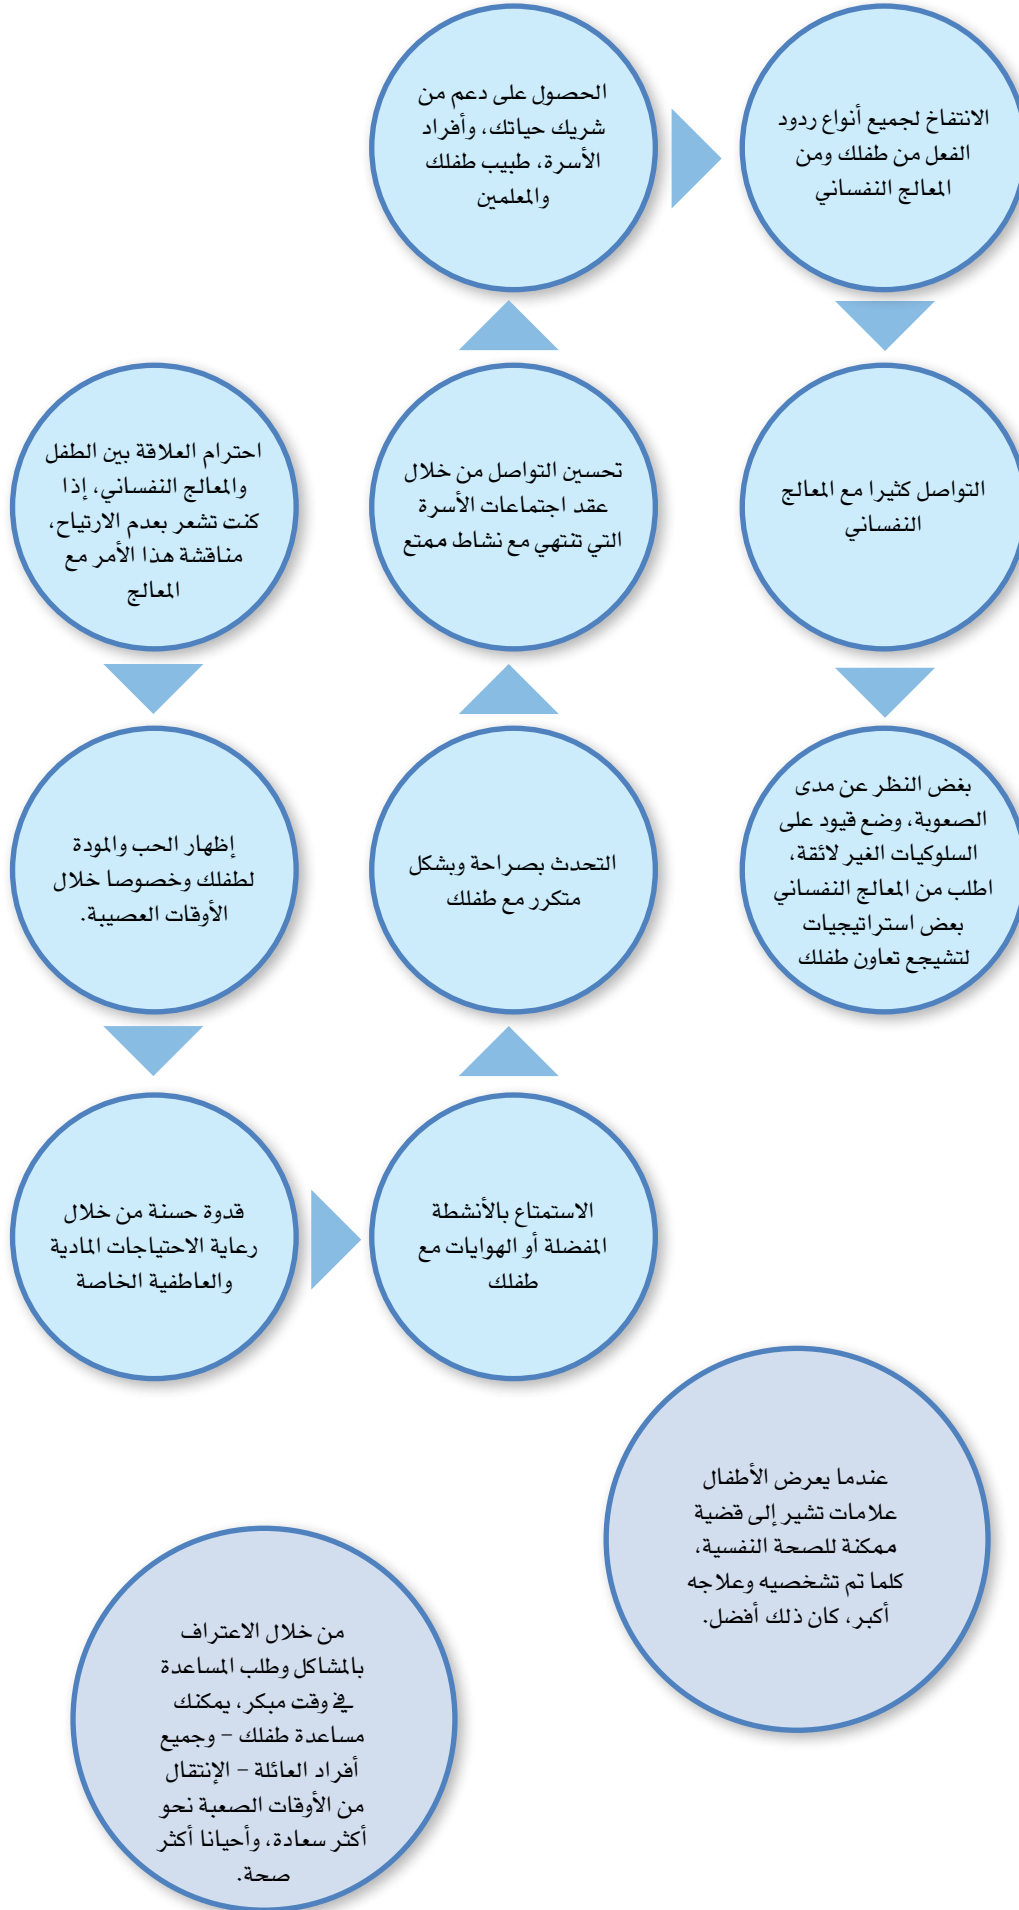 احترام العلاقة بين الطفل
والمعالج النفساني، إذا
كنت تشعر بعدم الارتياح،
مناقشة هذا الأمر مع
المعالج
إظهار الحب والمودة
لطفلك وخصوصا خلال
الأوقات العصيبة.
قدوة حسنة من خلال
رعاية الاحتياجات المادية
والعاطفية الخاصة
الاستمتاع بالأنشطة
المفضلة أو الهوايات مع
طفلك
التحدث بصراحة وبشكل
متكرر مع طفلك
تحسين التواصل من خلال
عقد اجتماعات الأسرة
التي تنتهي مع نشاط ممتع
الحصول على دعم من
شريك حياتك، وأفراد
الأسرة، طبيب طفلك
والمعلمين
الانتفاخ لجميع أنواع ردود
الفعل من طفلك ومن
المعالج النفساني
التواصل كثيرا مع المعالج
النفساني
بغض النظر عن مدى
الصعوبة، وضع قيود على
السلوكيات الغير لائقة،
اطلب من المعالج النفساني
بعض استراتيجيات
لتشيجع تعاون طفلك
عندما يعرض الأطفال
علامات تشير إلى قضية
ممكنة للصحة النفسية،
كلما تم تشخصيه وعلاجه
أكبر، كان ذلك أفضل.
من خلال الاعتراف
بالمشاكل وطلب المساعدة
في وقت مبكر، يمكنك
مساعدة طفلك – وجميع
أفراد العائلة – الإنتقال
من الأوقات الصعبة نحو
أكثر سعادة، وأحيانا أكثر
صحة.